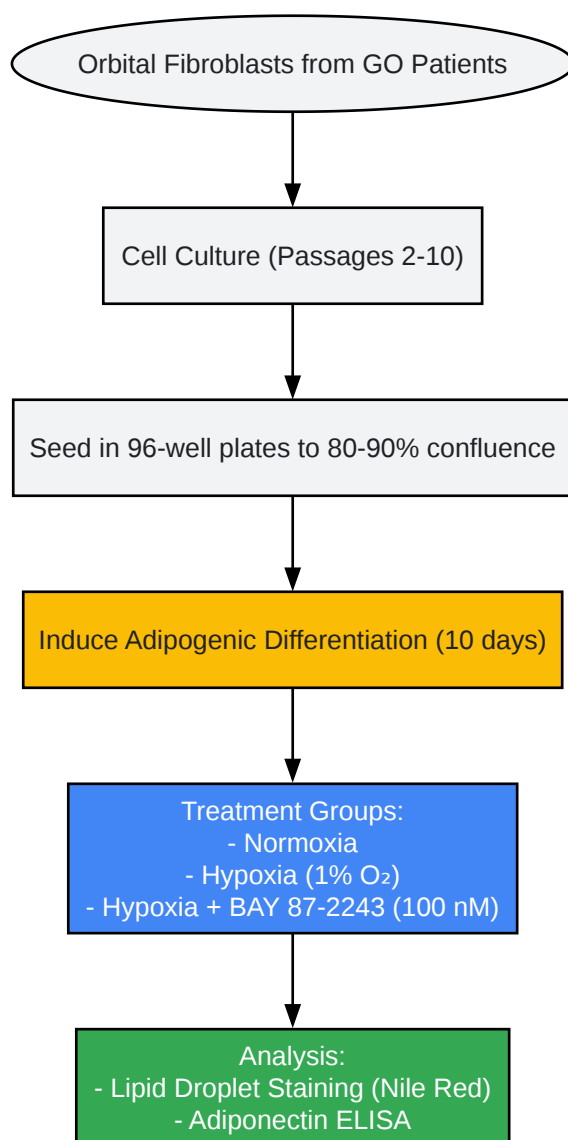 Orbital Fibroblasts from GO Patients
Cell Culture (Passages 2-10)
Seed in 96-well plates to 80-90% confluence
Induce Adipogenic Differentiation (10 days)
Treatment Groups:
- Normoxia
- Hypoxia (1% O₂)
- Hypoxia + BAY 87-2243 (100 nM)
Analysis:
- Lipid Droplet Staining (Nile Red)
- Adiponectin ELISA